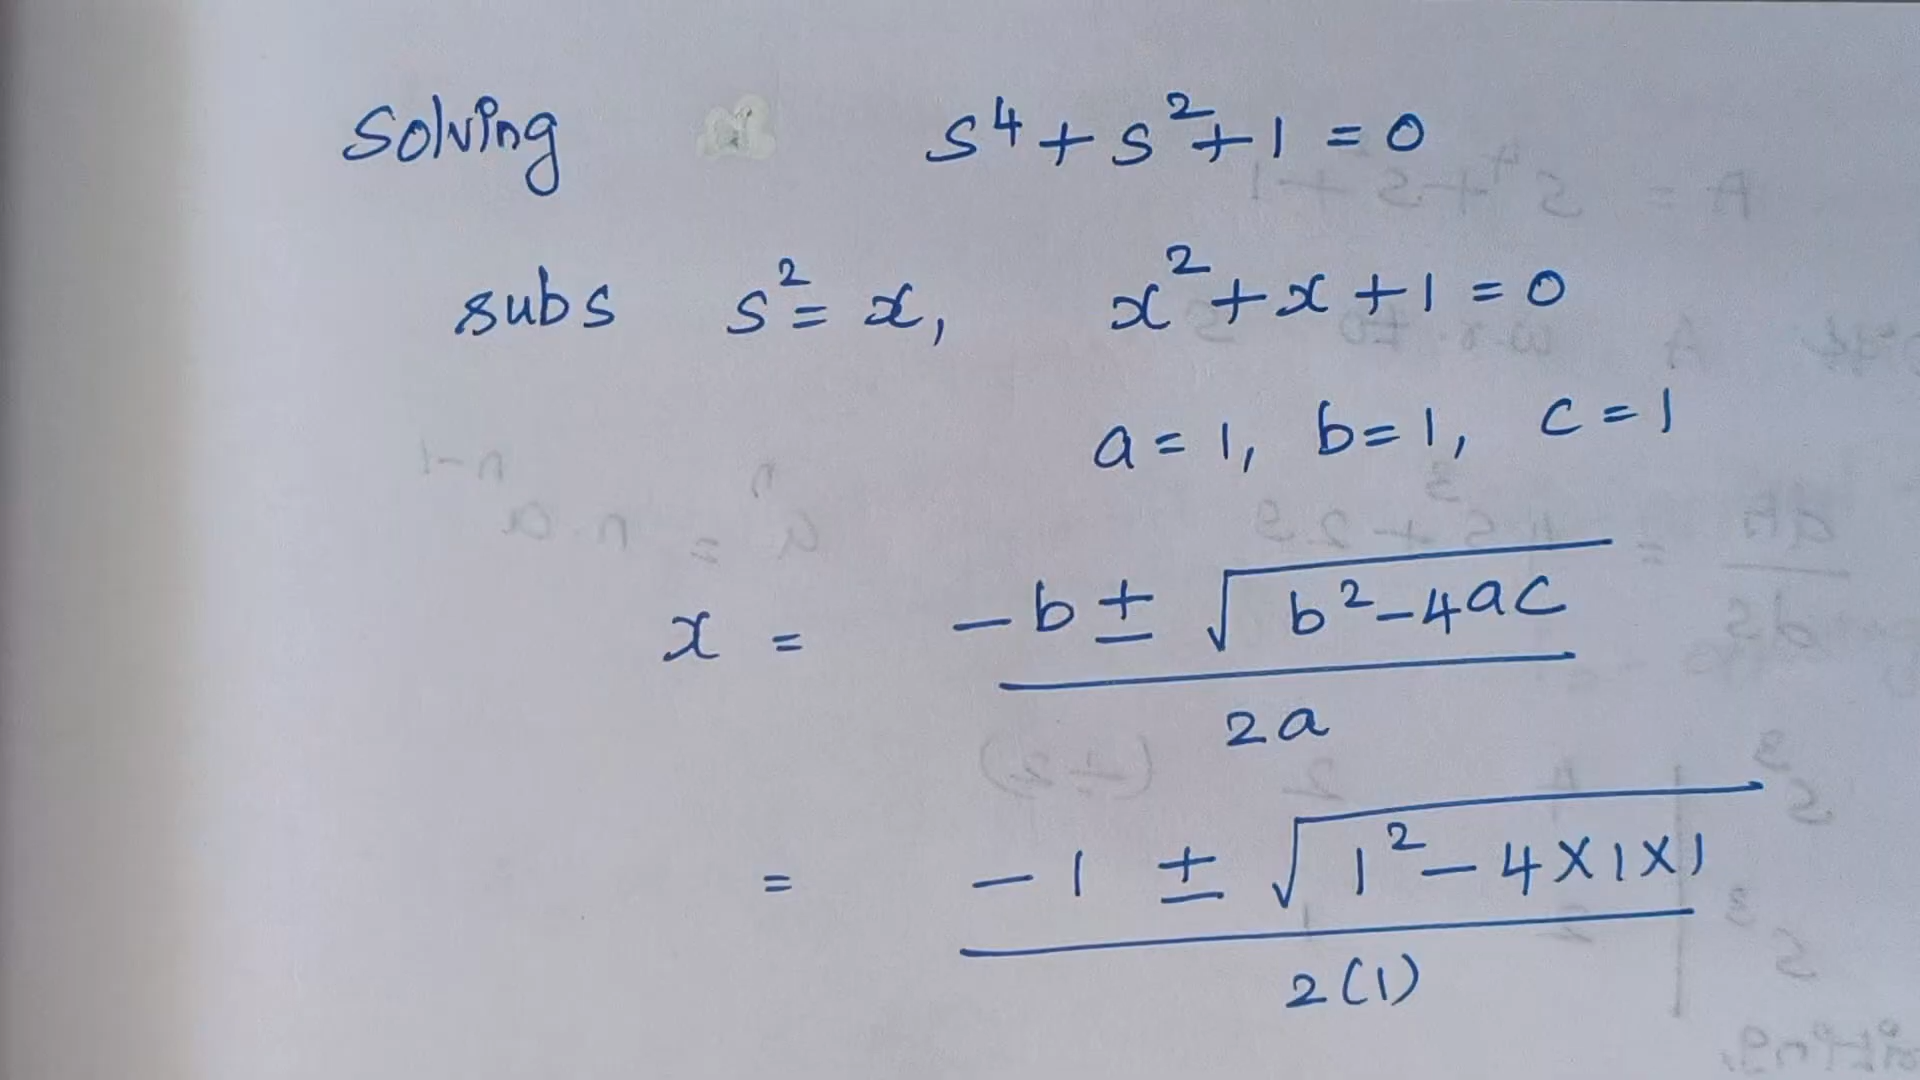 Solving s⁴ + s² + 1 = 0
subs s² = x, x² + x + 1 = 0
a = 1, b = 1, c = 1
x = -b ± √(b² - 4ac) / 2a
= -1 ± √(1² - 4×1×1) / 2(1)